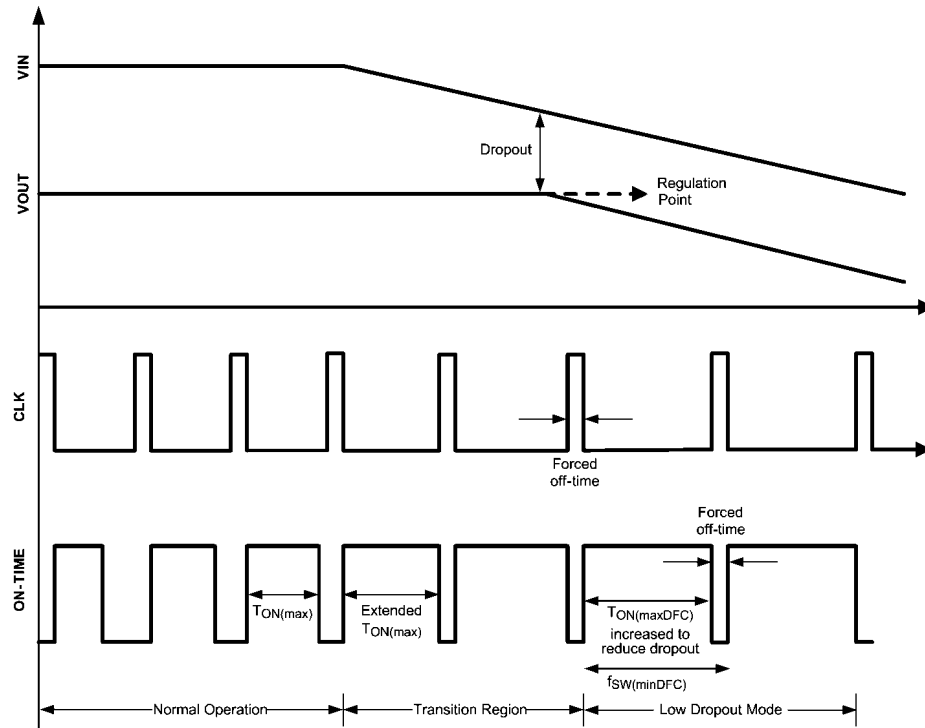 VIN
Dropout
VOUT
Regulation
Point
CLK
Forced
off-time
Forced
off-time
ON-TIME
TON(max)
Extended
TON(max)
TON(maxDFC)
increased to
reduce dropout
fSW(minDFC)
Normal Operation
Transition Region
Low Dropout Mode